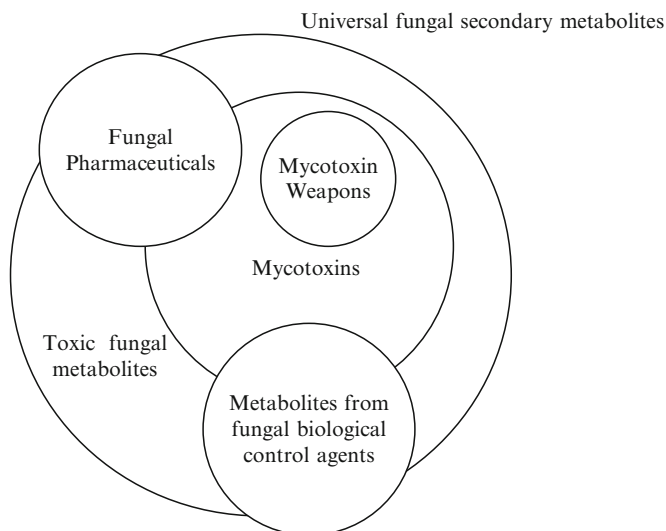 Universal fungal secondary metabolites
Fungal
Pharmaceuticals
Mycotoxin
Weapons
Mycotoxins
Toxic fungal
metabolites
Metabolites from
fungal biological
control agents